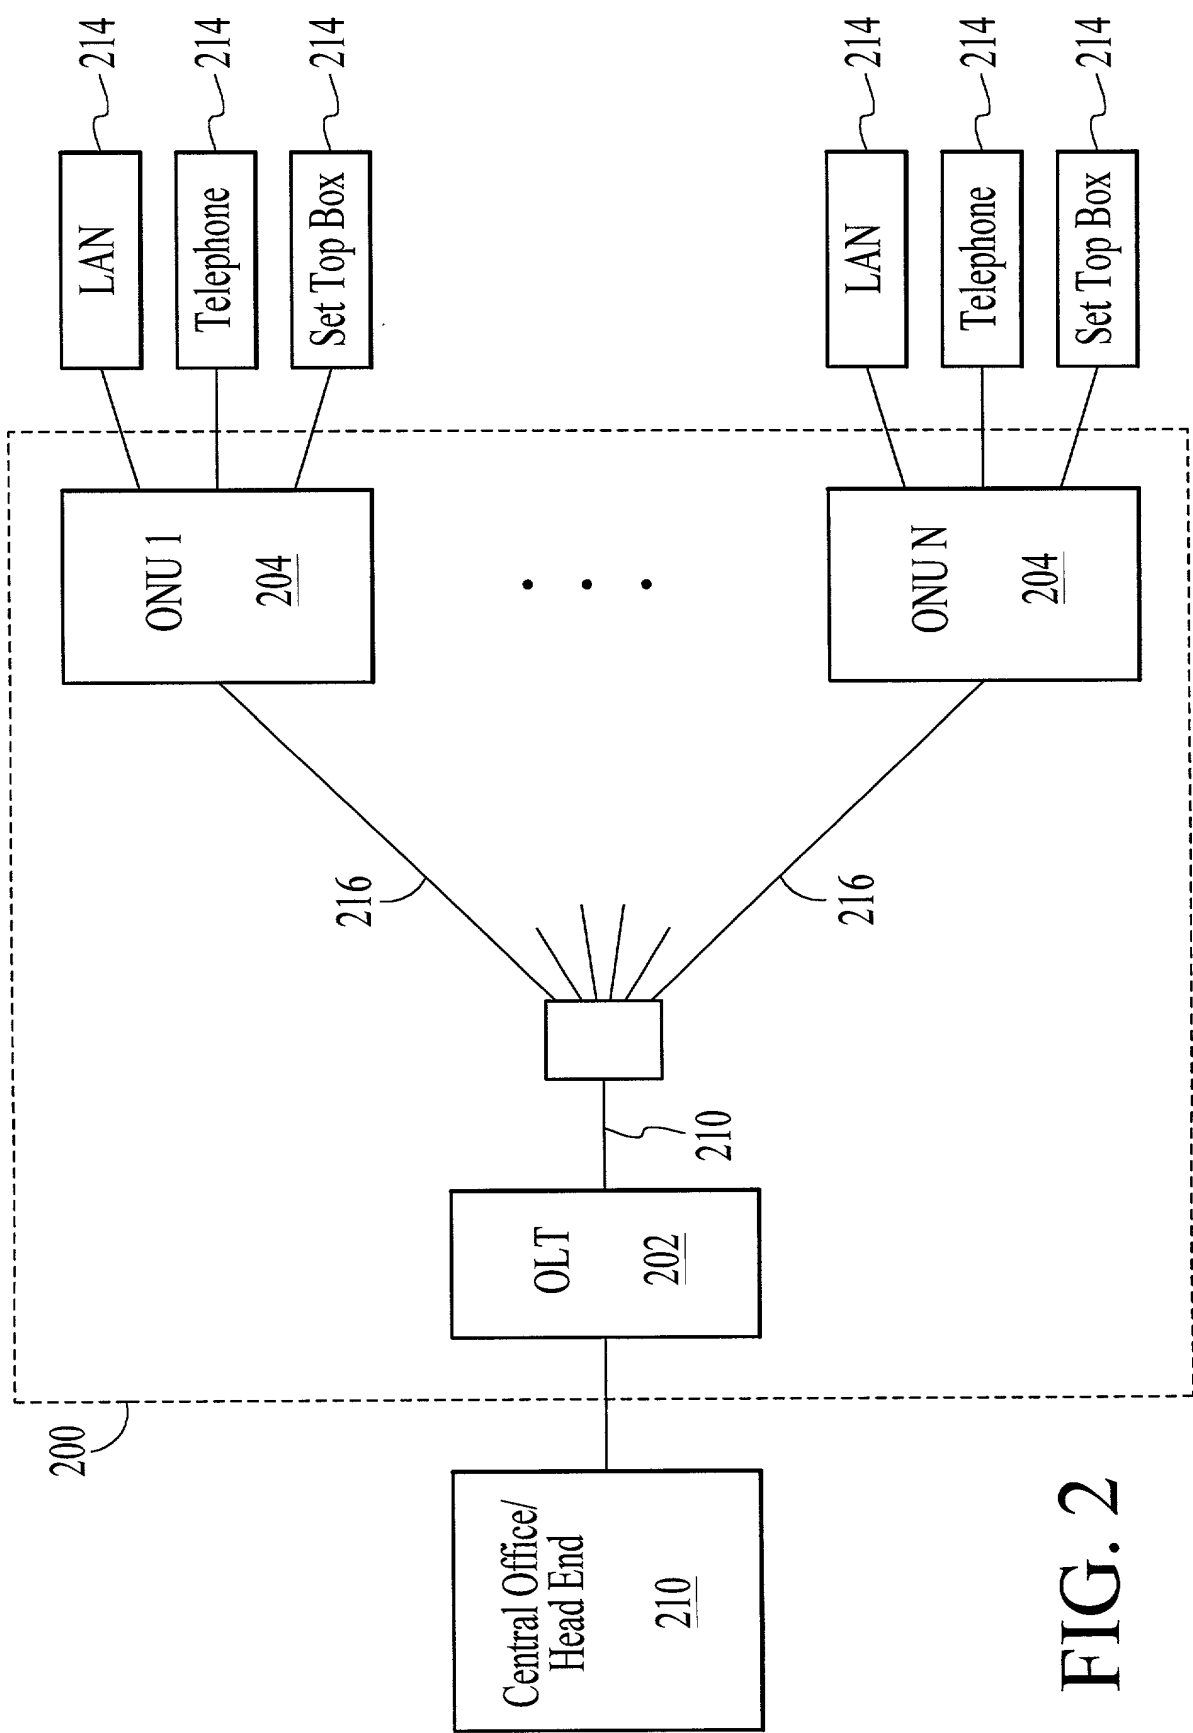 200
Central Office/
Head End
210
OLT
202
210
216
216
ONU 1
204
ONU N
204
LAN
214
Telephone
214
Set Top Box
214
LAN
214
Telephone
214
Set Top Box
214
FIG. 2